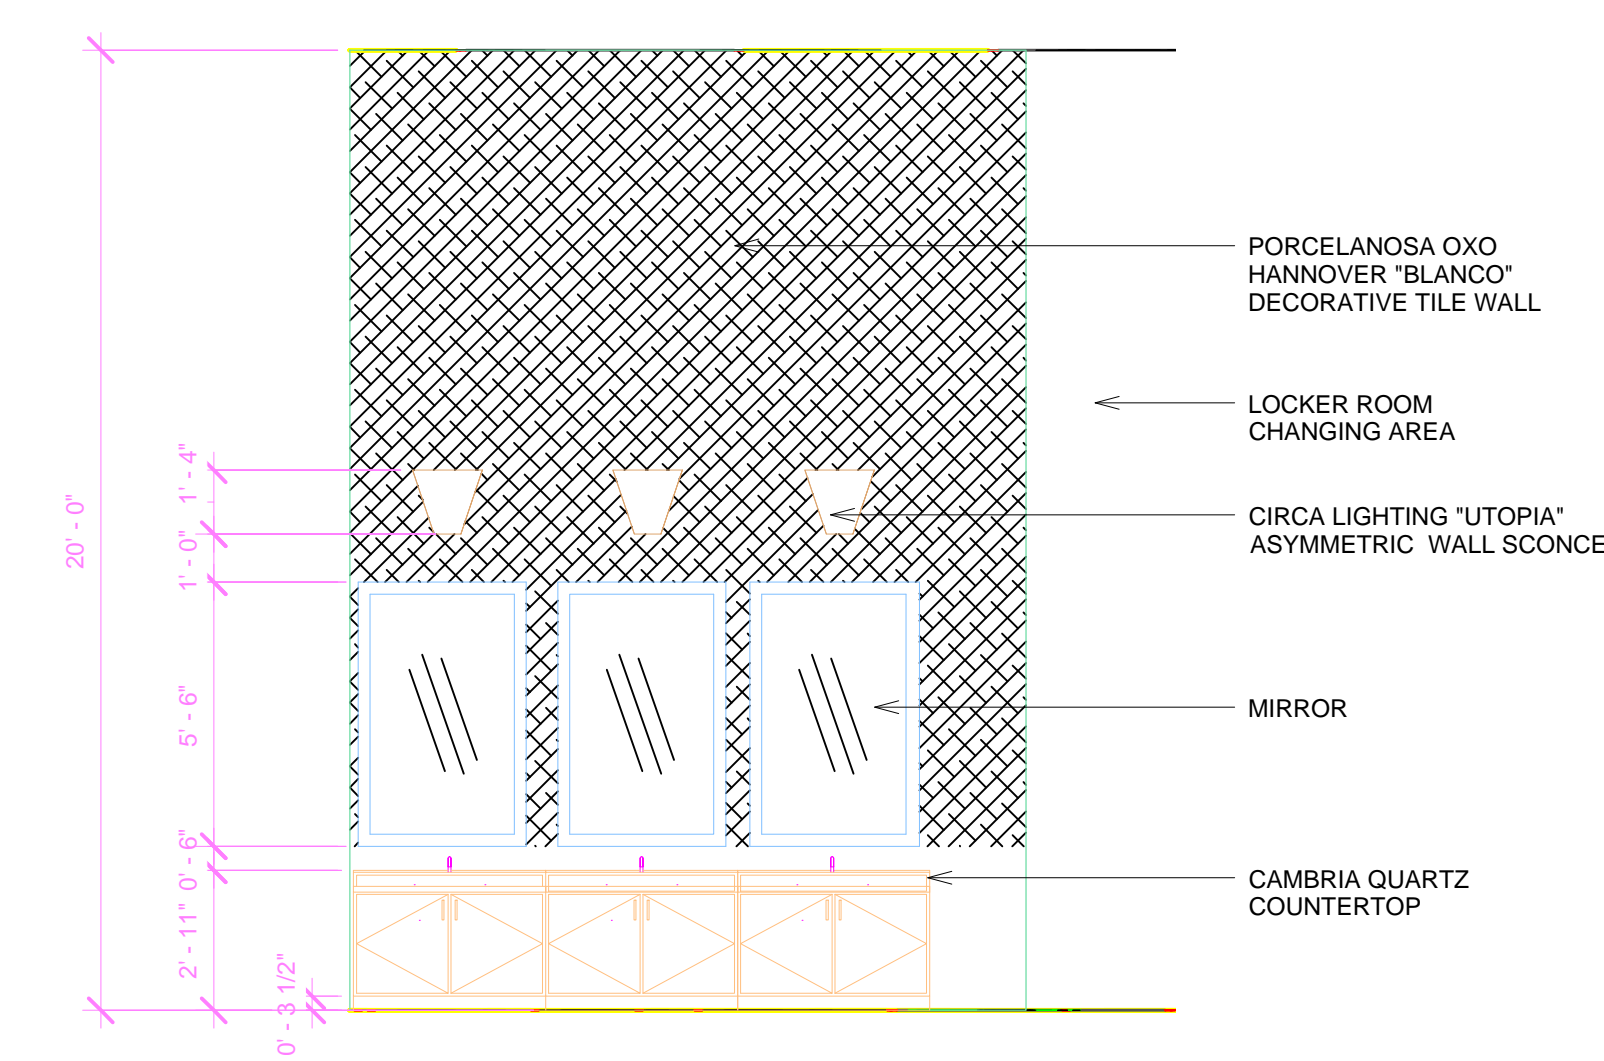 PORCELANOSA OXO
HANNOVER "BLANCO"
DECORATIVE TILE WALL
LOCKER ROOM
CHANGING AREA
CIRCA LIGHTING "UTOPIA"
ASYMMETRIC WALL SCONCE
MIRROR
CAMBRIA QUARTZ
COUNTERTOP
20' - 0"
1' - 4"
1' - 0"
5' - 6"
0' - 6"
2' - 11"
0' - 3 1/2"